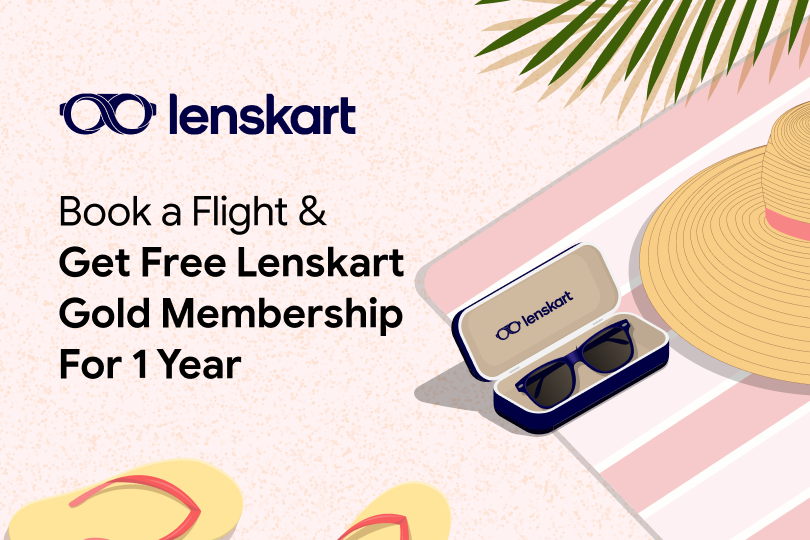 lenskart
Book a Flight &
Get Free Lenskart
Gold Membership
For 1 Year
lenskart